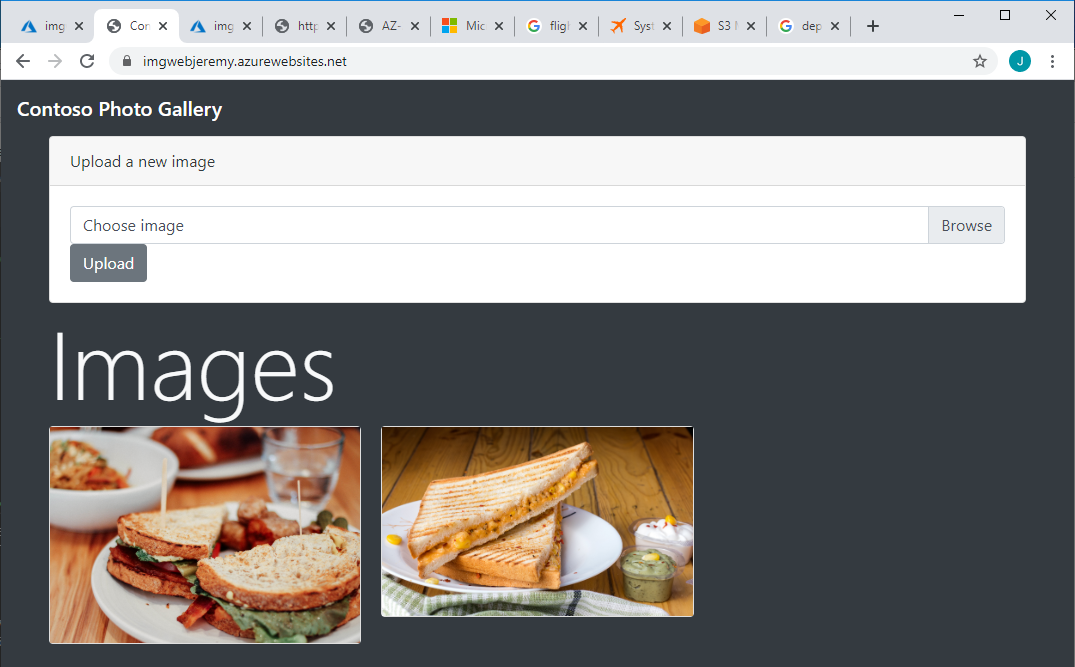 img
Con
img
http
AZ-
Mic
fligh
Syst
S3
dep
imgwebjeremy.azurewebsites.net
J
Contoso Photo Gallery
Upload a new image
Choose image
Browse
Upload
Images